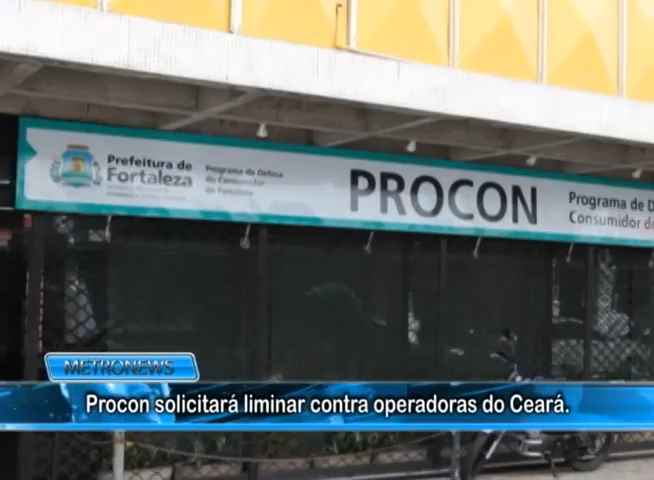 Prefeitura de
Fortaleza
Programa de Defesa
do Consumidor
de Fortaleza
PROCON
Programa de D
Consumidor d
METRONEWS
Procon solicitará liminar contra operadoras do Ceará.